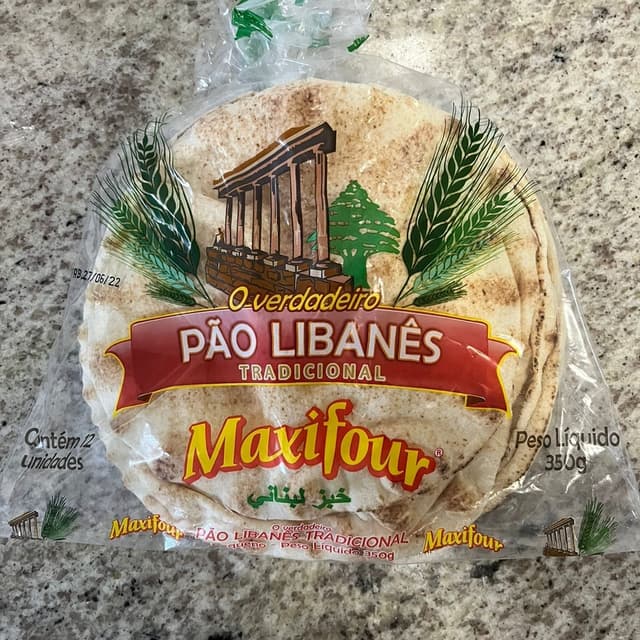 27/06/22
O verdadeiro
PÃO LIBANÊS
TRADICIONAL
Maxifour®
خبز لبناني
Contém 12
unidades
Peso Líquido
350g
Maxifour
O verdadeiro
PÃO LIBANÊS TRADICIONAL
Peso Líquido 350g
Maxifour